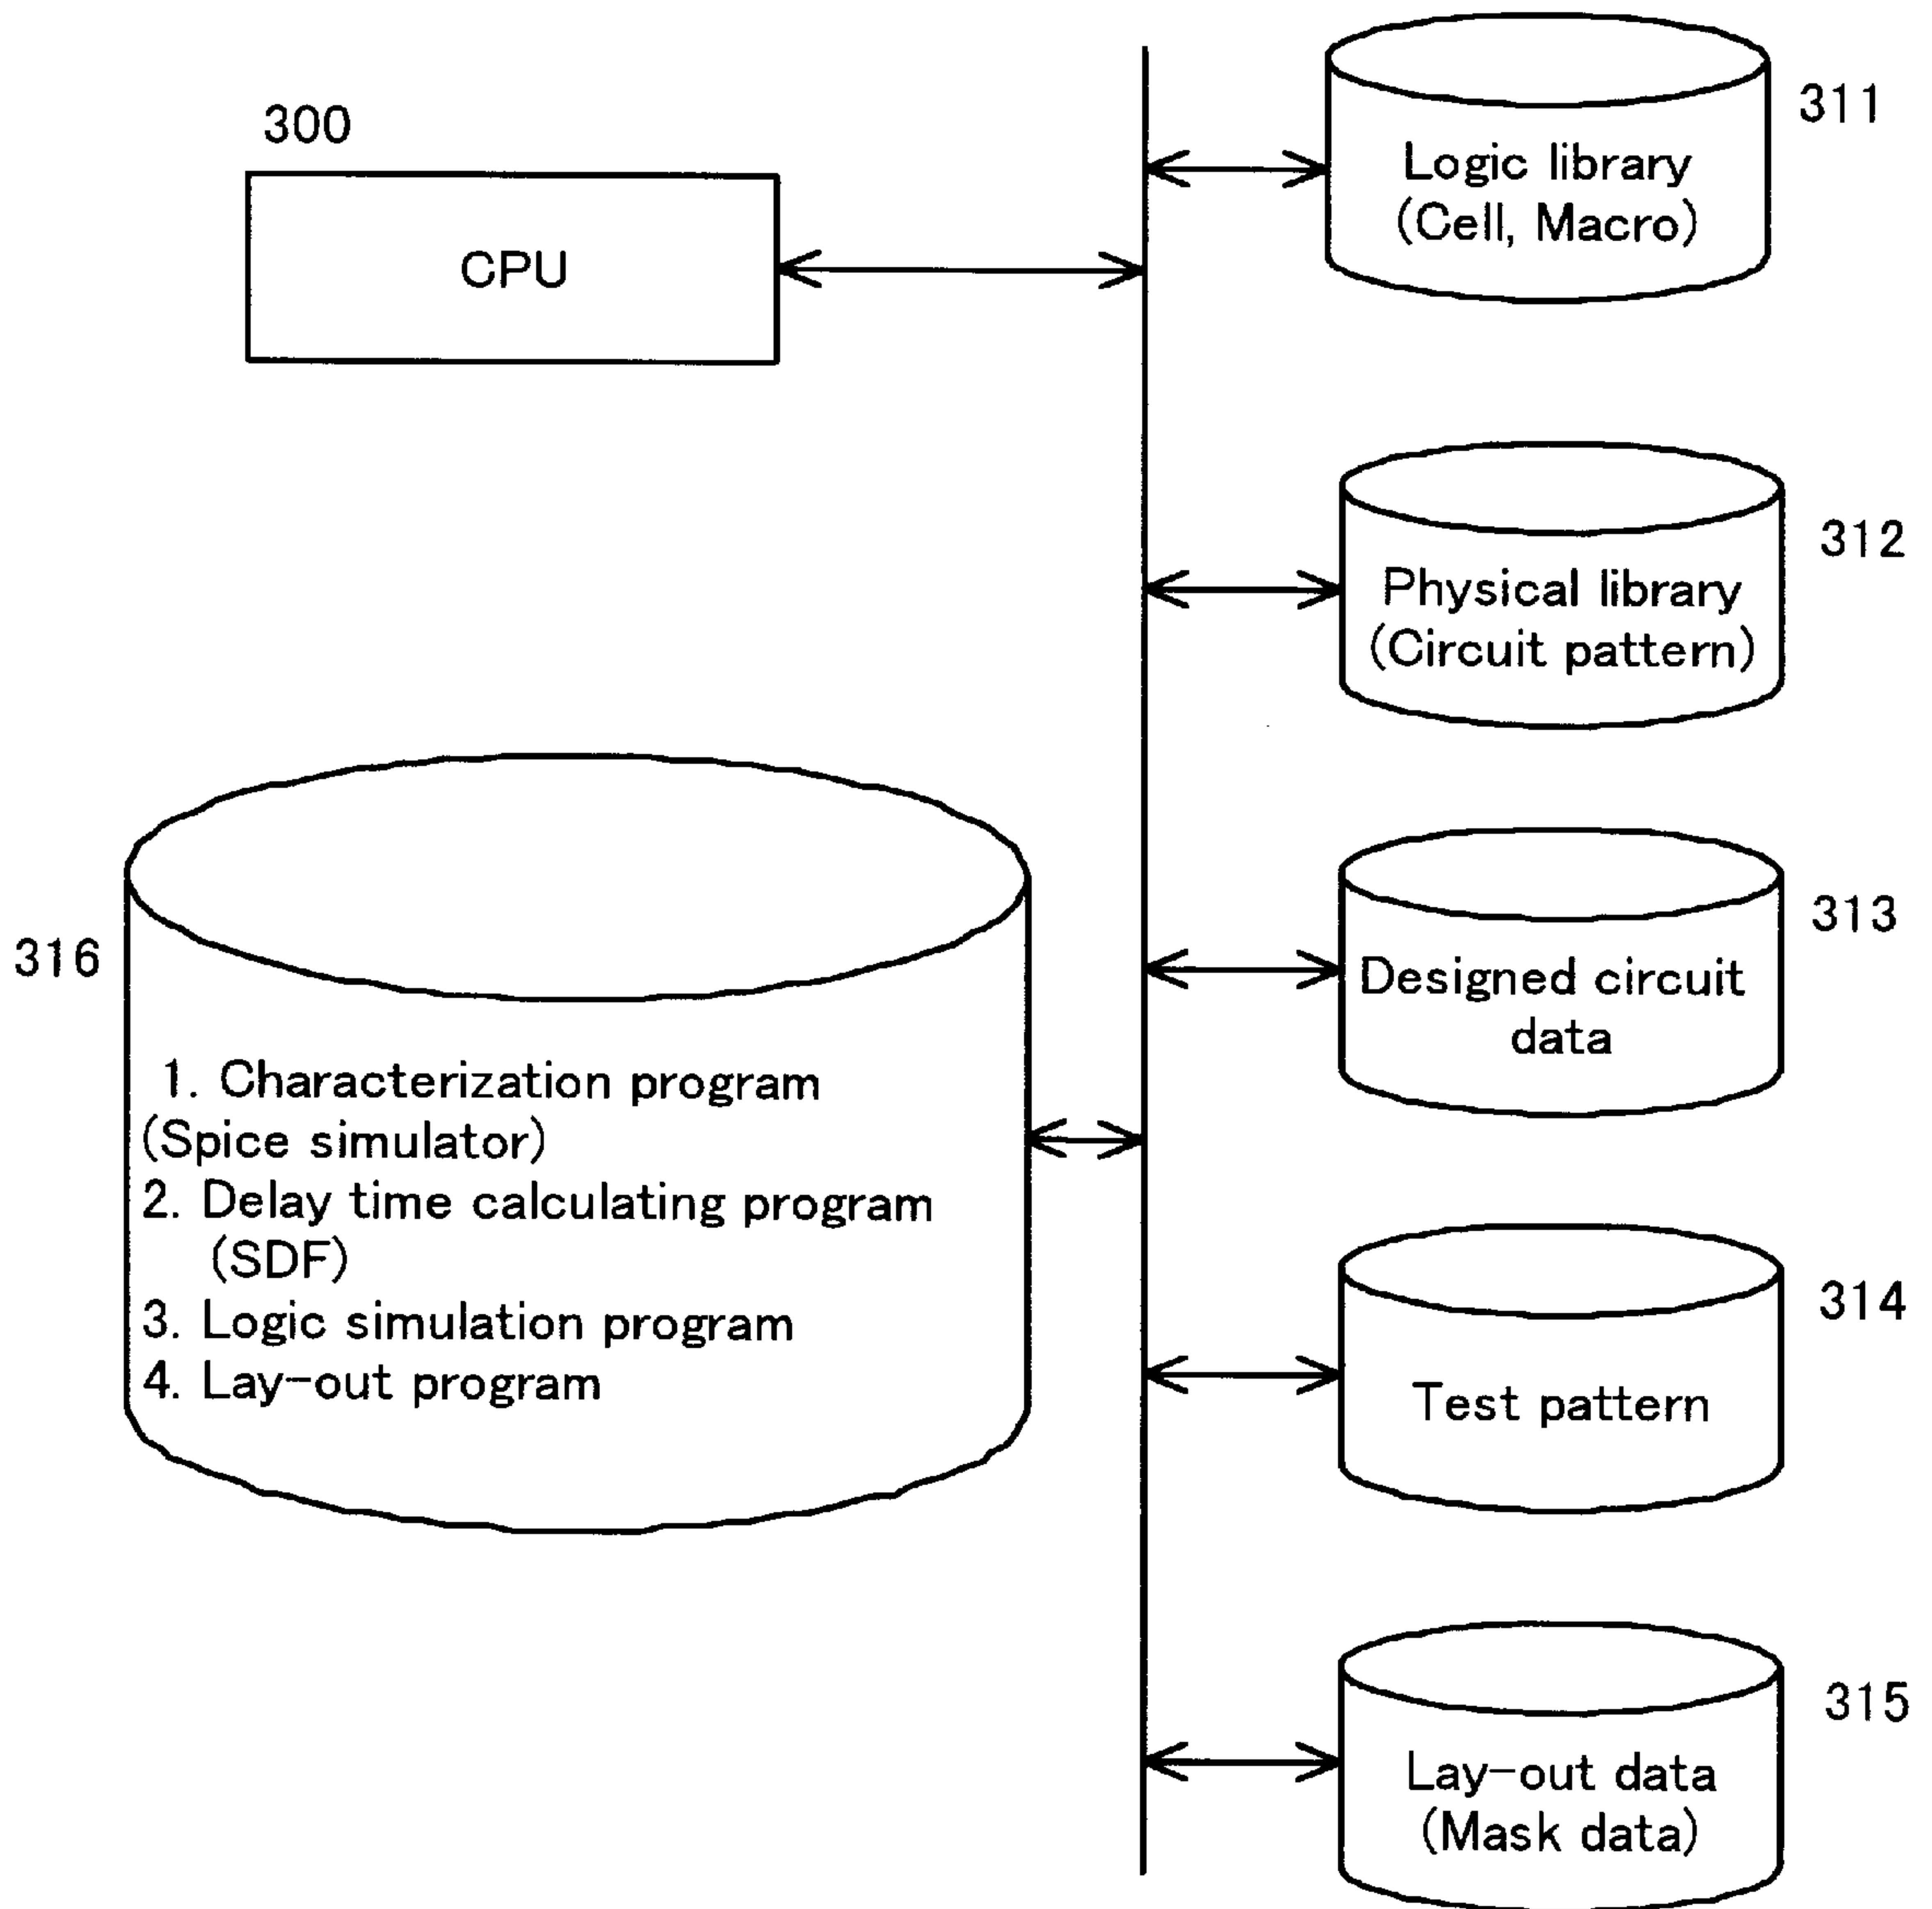 300
CPU
311
Logic library
(Cell, Macro)
312
Physical library
(Circuit pattern)
313
Designed circuit
data
314
Test pattern
315
Lay-out data
(Mask data)
316
1. Characterization program
(Spice simulator)
2. Delay time calculating program
(SDF)
3. Logic simulation program
4. Lay-out program